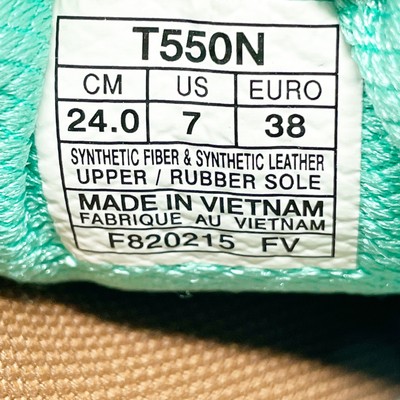 T550N
CM US EURO
24.0 7 38
SYNTHETIC FIBER & SYNTHETIC LEATHER
UPPER / RUBBER SOLE
MADE IN VIETNAM
FABRIQUE AU VIETNAM
F820215 FV